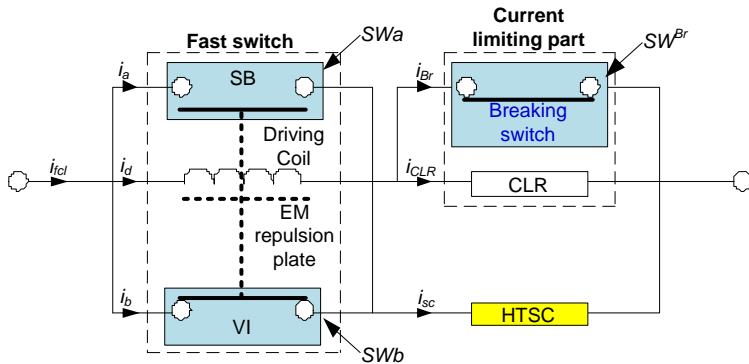 Fast switch
SWa
Current
limiting part
SW^Br
i_a
SB
i_Br
Breaking
switch
Driving
Coil
i_fcl
i_d
i_CLR
CLR
EM
repulsion
plate
i_b
VI
i_sc
HTSC
SWb